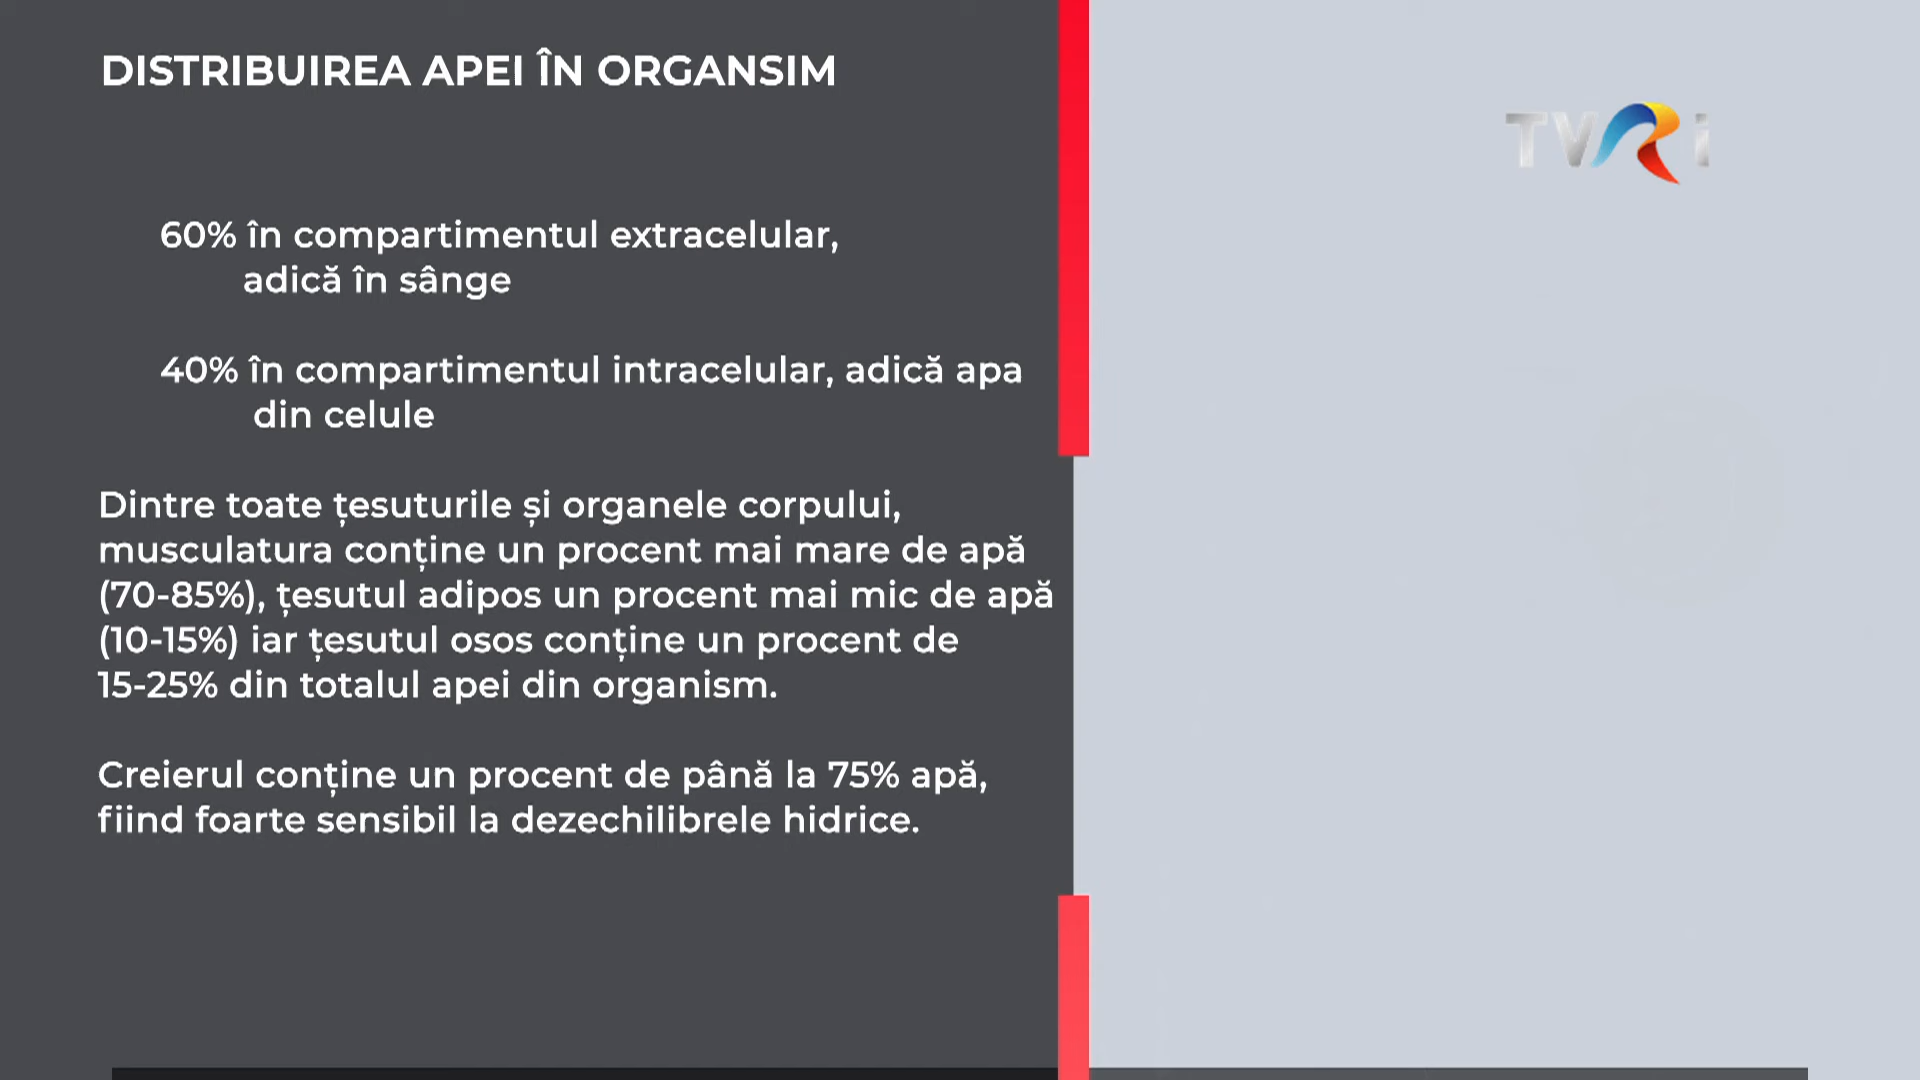 DISTRIBUIREA APEI ÎN ORGANSIM
TVR i
60% în compartimentul extracelular,
adică în sânge
40% în compartimentul intracelular, adică apa
din celule
Dintre toate țesuturile și organele corpului,
musculatura conține un procent mai mare de apă
(70-85%), țesutul adipos un procent mai mic de apă
(10-15%) iar țesutul osos conține un procent de
15-25% din totalul apei din organism.
Creierul conține un procent de până la 75% apă,
fiind foarte sensibil la dezechilibrele hidrice.